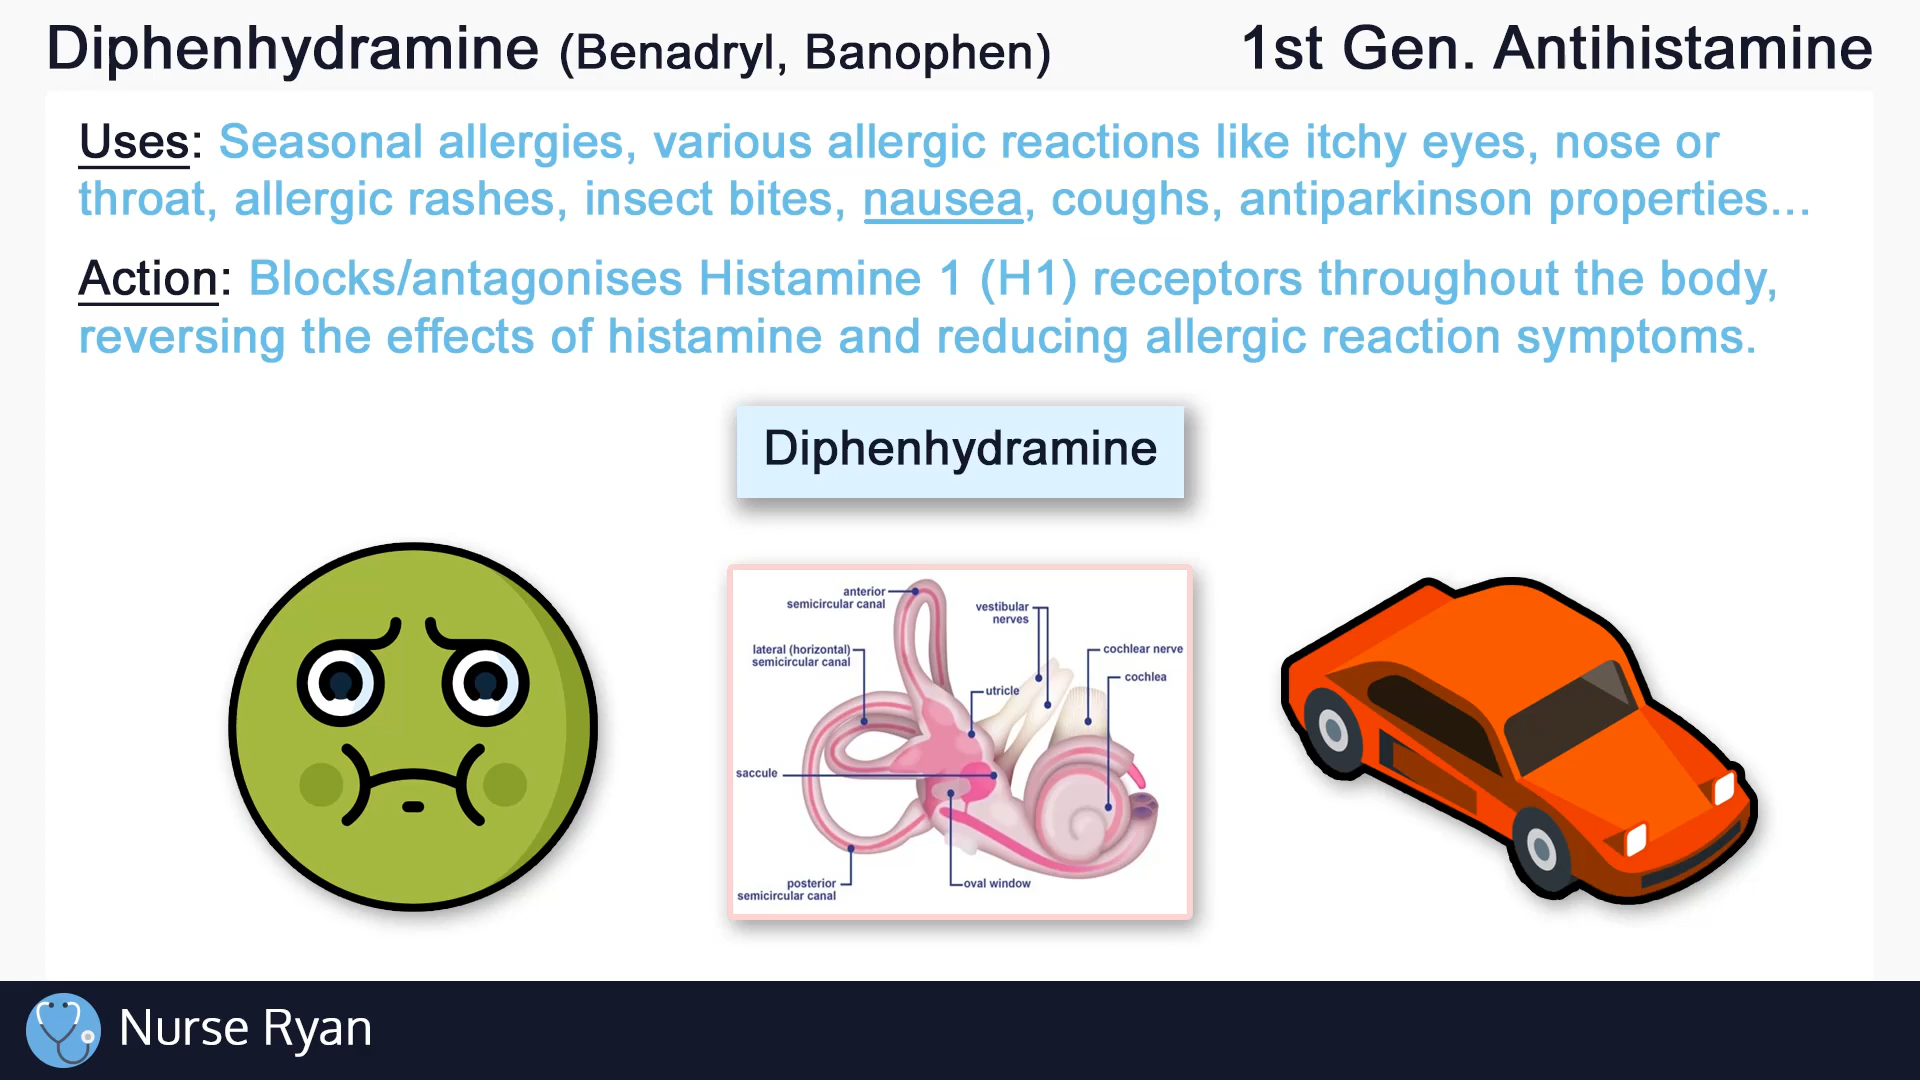 Diphenhydramine (Benadryl, Banophen)
1st Gen. Antihistamine
Uses: Seasonal allergies, various allergic reactions like itchy eyes, nose or
throat, allergic rashes, insect bites, nausea, coughs, antiparkinson properties...
Action: Blocks/antagonises Histamine 1 (H1) receptors throughout the body,
reversing the effects of histamine and reducing allergic reaction symptoms.
Diphenhydramine
anterior
semicircular canal
vestibular
nerves
lateral (horizontal)
semicircular canal
cochlear nerve
cochlea
utricle
saccule
posterior
semicircular canal
oval window
Nurse Ryan